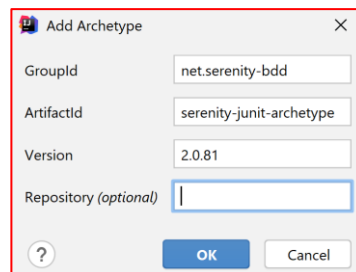 Add Archetype
GroupId net.serenity-bdd
ArtifactId serenity-junit-archetype
Version 2.0.81
Repository (optional)
? OK Cancel